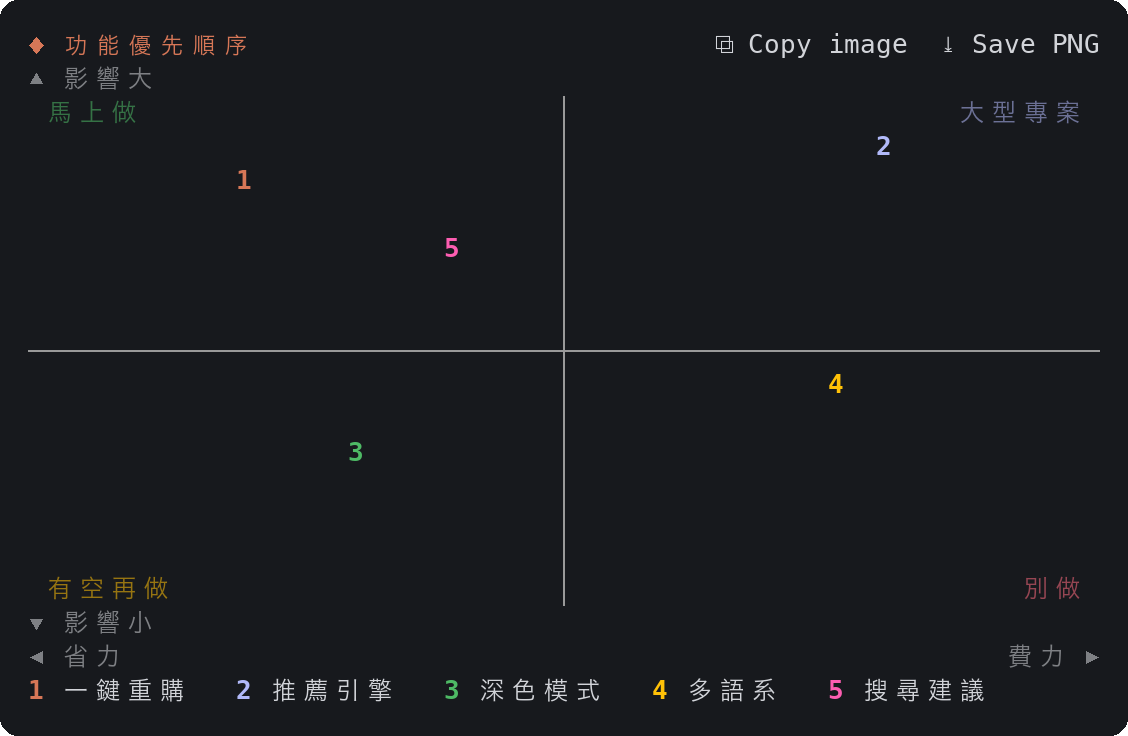 ♦ 功能優先順序 ⧉ Copy image ⤓ Save PNG
▲ 影響大
馬上做 大型專案
2
1
5
4
3
有空再做 別做
▼ 影響小
◀ 省力 費力 ▶
1 一鍵重購 2 推薦引擎 3 深色模式 4 多語系 5 搜尋建議